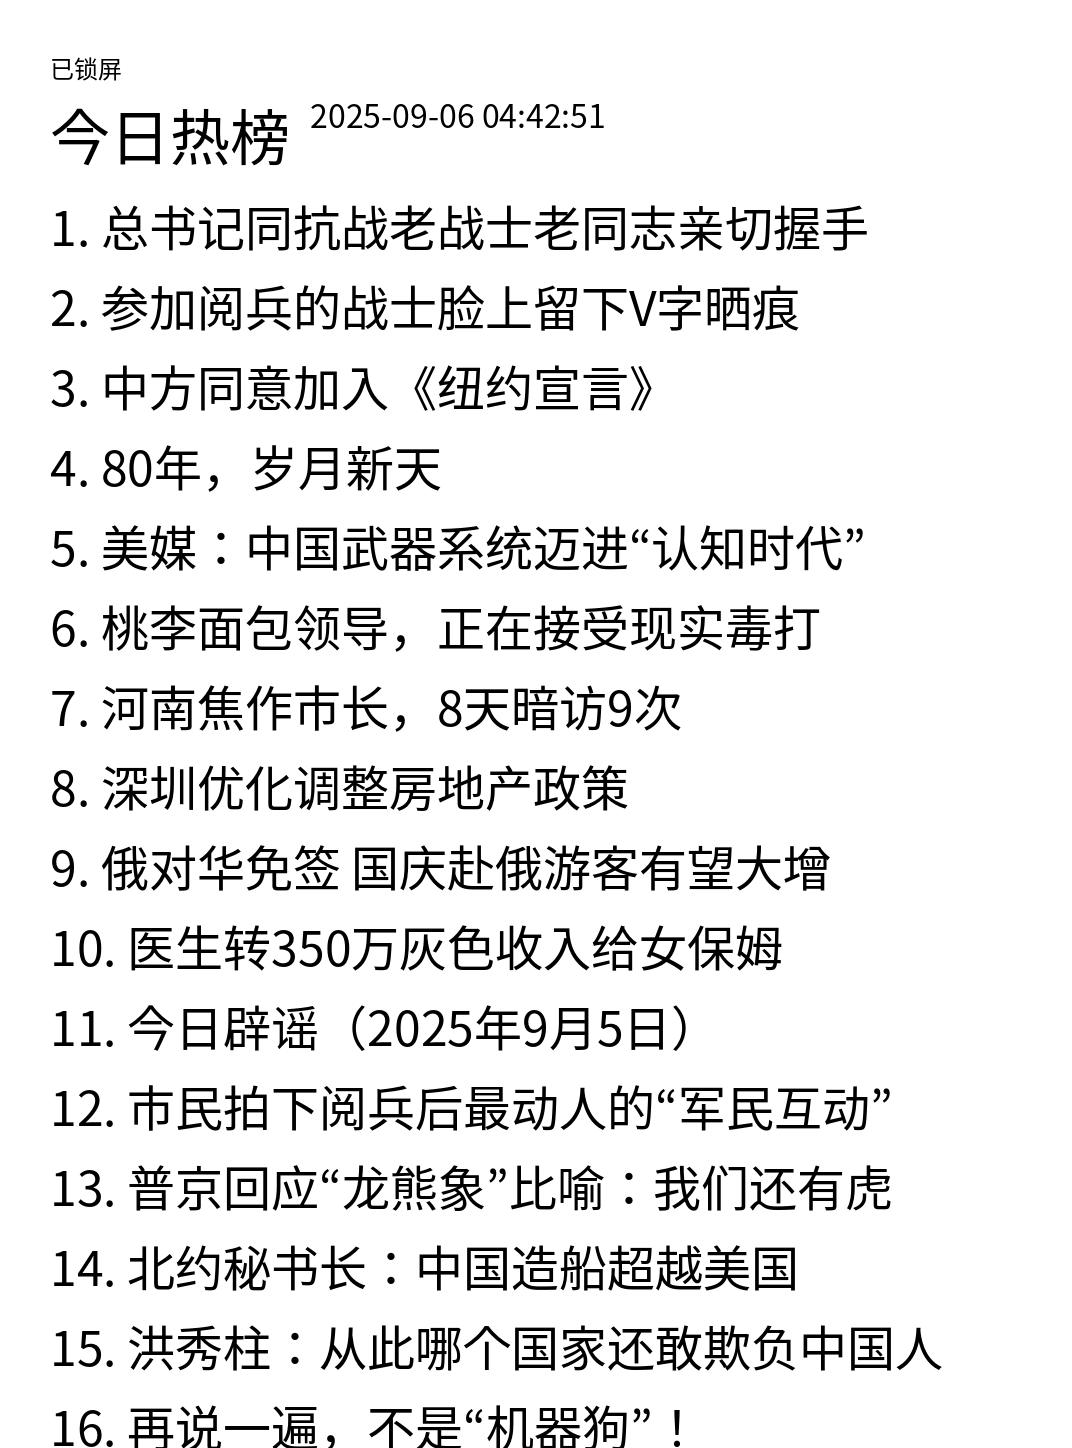 已锁屏
今日热榜 2025-09-06 04:42:51
1. 总书记同抗战老战士老同志亲切握手
2. 参加阅兵的战士脸上留下V字晒痕
3. 中方同意加入《纽约宣言》
4. 80年，岁月新天
5. 美媒：中国武器系统迈进“认知时代”
6. 桃李面包领导，正在接受现实毒打
7. 河南焦作市长，8天暗访9次
8. 深圳优化调整房地产政策
9. 俄对华免签 国庆赴俄游客有望大增
10. 医生转350万灰色收入给女保姆
11. 今日辟谣（2025年9月5日）
12. 市民拍下阅兵后最动人的“军民互动”
13. 普京回应“龙熊象”比喻：我们还有虎
14. 北约秘书长：中国造船超越美国
15. 洪秀柱：从此哪个国家还敢欺负中国人
16. 再说一遍，不是“机器狗”！